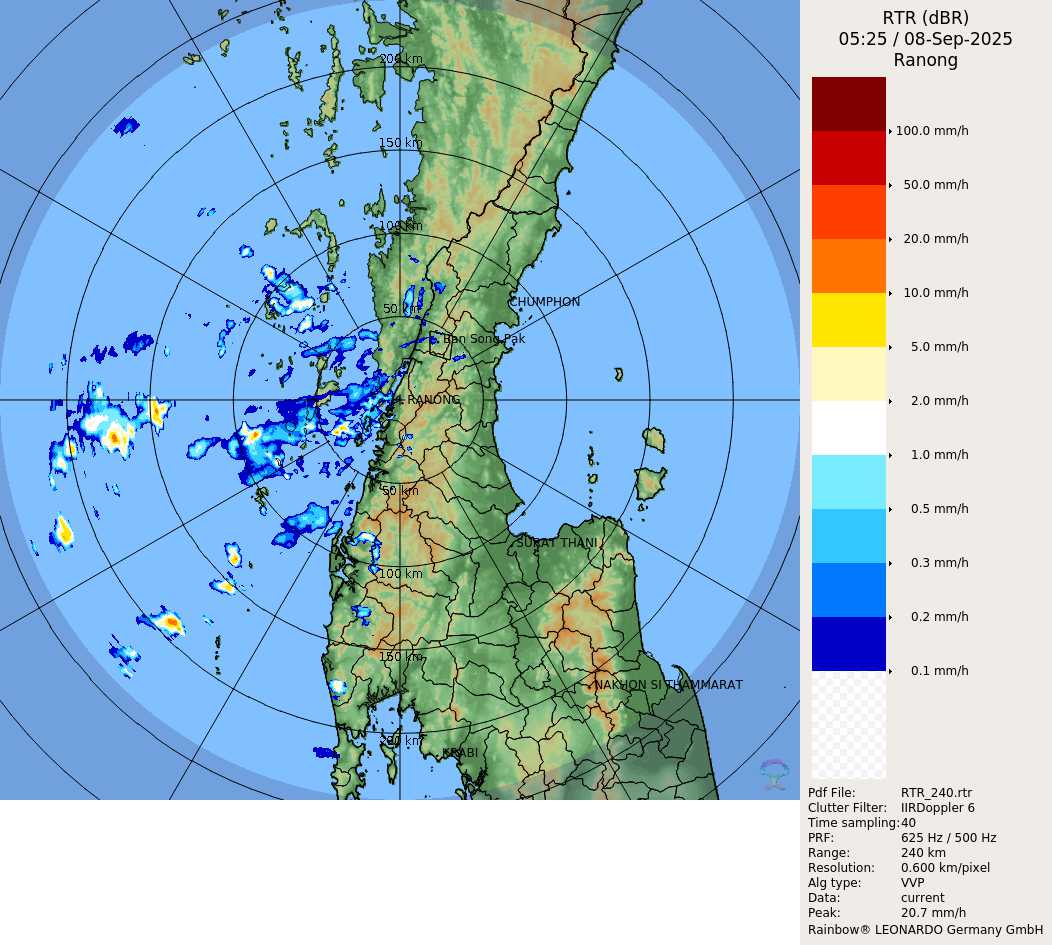 200 km
150 km
100 km
CHUMPHON
50 km
Ban Song Pak
RANONG
50 km
SURAT THANI
100 km
150 km
NAKHON SI THAMMARAT
200 km
KRABI
RTR (dBR)
05:25 / 08-Sep-2025
Ranong
100.0 mm/h
50.0 mm/h
20.0 mm/h
10.0 mm/h
5.0 mm/h
2.0 mm/h
1.0 mm/h
0.5 mm/h
0.3 mm/h
0.2 mm/h
0.1 mm/h
Pdf File: RTR_240.rtr
Clutter Filter: IIRDoppler 6
Time sampling:40
PRF: 625 Hz / 500 Hz
Range: 240 km
Resolution: 0.600 km/pixel
Alg type: VVP
Data: current
Peak: 20.7 mm/h
Rainbow® LEONARDO Germany GmbH